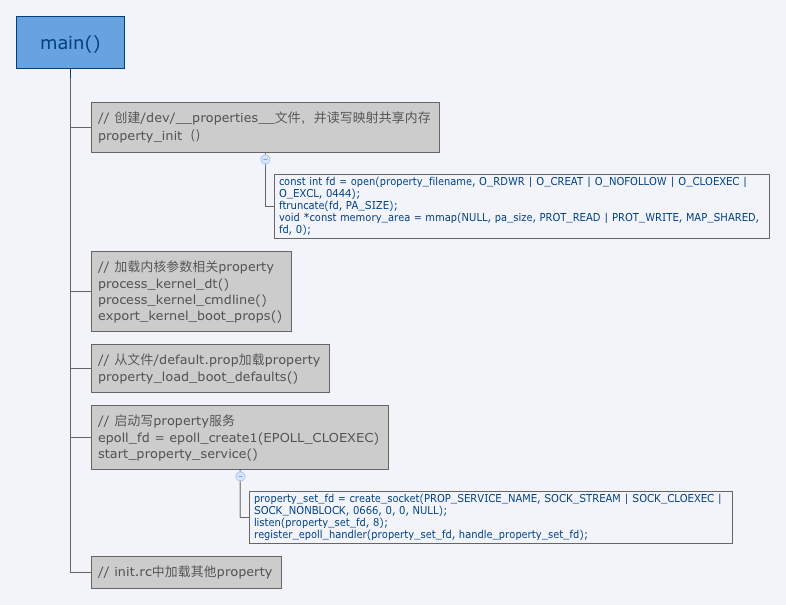 main()
// 创建/dev/__properties__文件，并读写映射共享内存
property_init（）
const int fd = open(property_filename, O_RDWR | O_CREAT | O_NOFOLLOW | O_CLOEXEC |
O_EXCL, 0444);
ftruncate(fd, PA_SIZE);
void *const memory_area = mmap(NULL, pa_size, PROT_READ | PROT_WRITE, MAP_SHARED,
fd, 0);
// 加载内核参数相关property
process_kernel_dt()
process_kernel_cmdline()
export_kernel_boot_props()
// 从文件/default.prop加载property
property_load_boot_defaults()
// 启动写property服务
epoll_fd = epoll_create1(EPOLL_CLOEXEC)
start_property_service()
property_set_fd = create_socket(PROP_SERVICE_NAME, SOCK_STREAM | SOCK_CLOEXEC |
SOCK_NONBLOCK, 0666, 0, 0, NULL);
listen(property_set_fd, 8);
register_epoll_handler(property_set_fd, handle_property_set_fd);
// init.rc中加载其他property